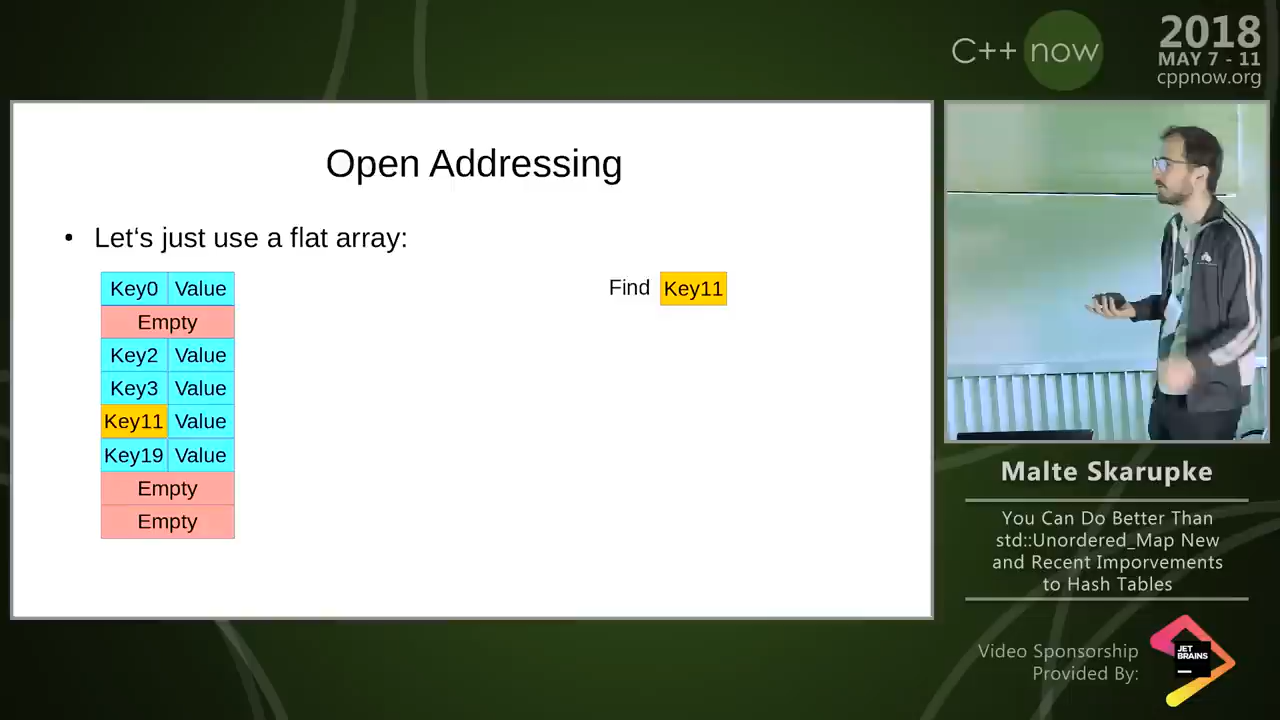 C++ now
2018
MAY 7 - 11
cppnow.org
Open Addressing
• Let‘s just use a flat array:
Key0 Value
Empty
Key2 Value
Key3 Value
Key11 Value
Key19 Value
Empty
Empty
Find Key11
Malte Skarupke
You Can Do Better Than
std::Unordered_Map New
and Recent Imporvements
to Hash Tables
Video Sponsorship
Provided By:
JET
BRAINS